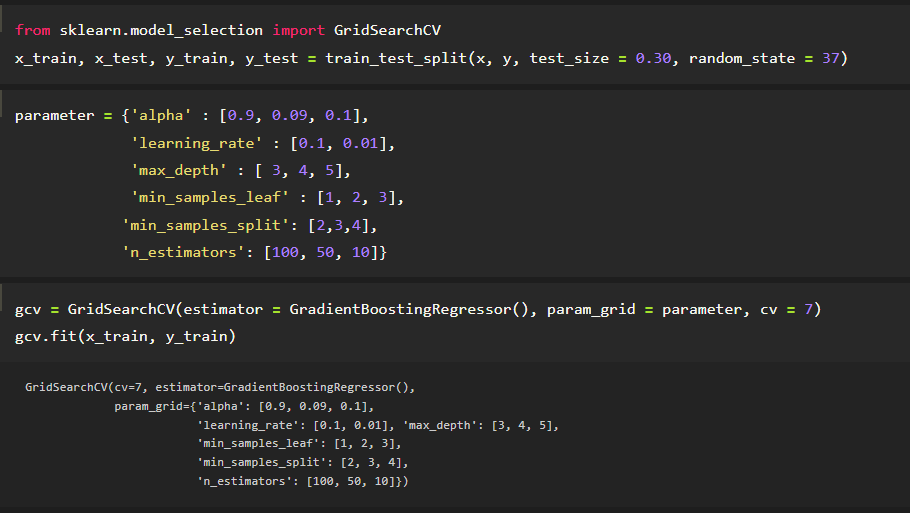 from sklearn.model_selection import GridSearchCV
x_train, x_test, y_train, y_test = train_test_split(x, y, test_size = 0.30, random_state = 37)
parameter = {'alpha' : [0.9, 0.09, 0.1],
'learning_rate' : [0.1, 0.01],
'max_depth' : [ 3, 4, 5],
'min_samples_leaf' : [1, 2, 3],
'min_samples_split': [2,3,4],
'n_estimators': [100, 50, 10]}
gcv = GridSearchCV(estimator = GradientBoostingRegressor(), param_grid = parameter, cv = 7)
gcv.fit(x_train, y_train)
GridSearchCV(cv=7, estimator=GradientBoostingRegressor(),
param_grid={'alpha': [0.9, 0.09, 0.1],
'learning_rate': [0.1, 0.01], 'max_depth': [3, 4, 5],
'min_samples_leaf': [1, 2, 3],
'min_samples_split': [2, 3, 4],
'n_estimators': [100, 50, 10]})